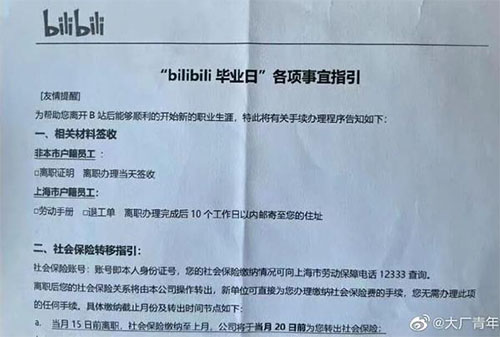 bilibili
“bilibili 毕业日”各项事宜指引
[友情提醒]
为帮助您离开 B 站后能够顺利的开始新的职业生涯，特此将有关手续办理程序告知如下：
一、相关材料签收
非本市户籍员工：
□离职证明 离职办理当天签收
上海市户籍员工：
□劳动手册 □退工单 离职办理完成后 10 个工作日以内邮寄至您的住址
二、社会保险转移指引：
社会保险账号：账号即本人身份证号，您的社会保险缴纳情况可向上海市劳动保障电话 12333 查询。
离职后您的社会保险关系将由本公司操作转出，新单位可直接为您办理缴纳社会保险费的手续，您无需办理此项
的任何手续。具体缴纳截止月份及转出时间节点如下：
a. 当月 15 日前离职，社会保险缴纳至上月，公司将于当月 20 日前为您转出社会保险；
@大厂青年